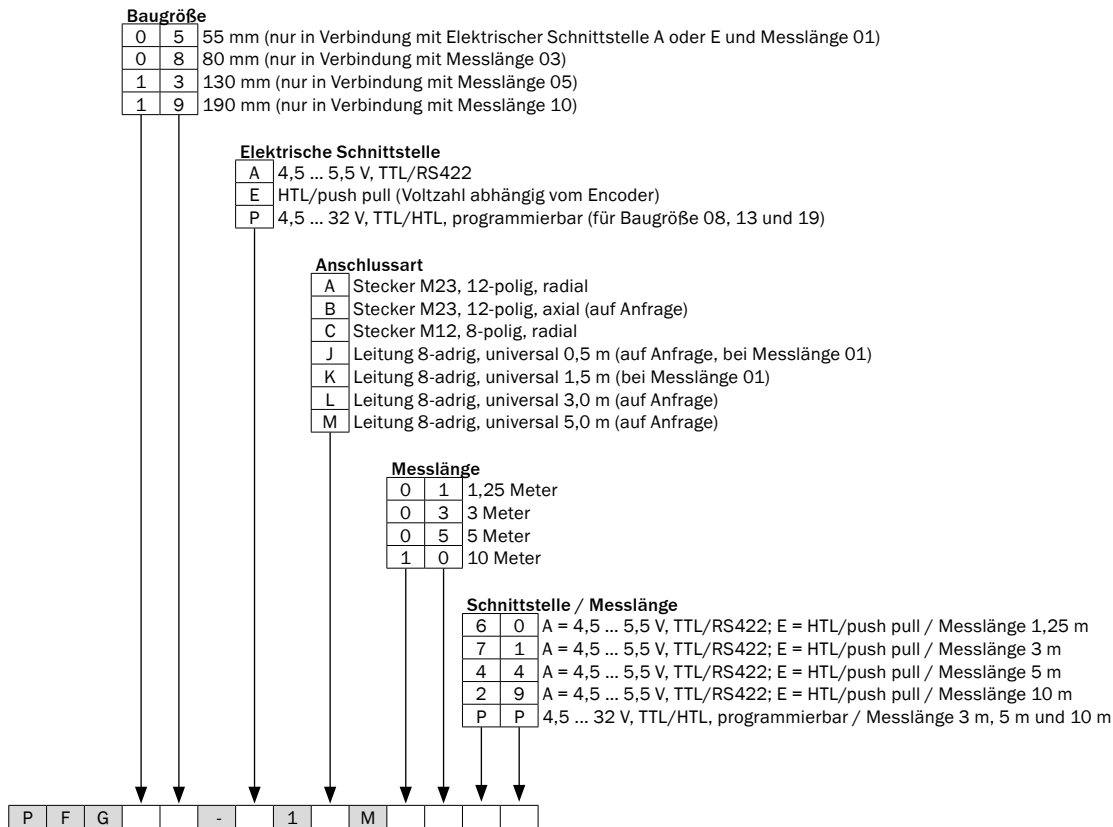 Baugröße
0 5 55 mm (nur in Verbindung mit Elektrischer Schnittstelle A oder E und Messlänge 01)
0 8 80 mm (nur in Verbindung mit Messlänge 03)
1 3 130 mm (nur in Verbindung mit Messlänge 05)
1 9 190 mm (nur in Verbindung mit Messlänge 10)
Elektrische Schnittstelle
A 4,5 ... 5,5 V, TTL/RS422
E HTL/push pull (Voltzahl abhängig vom Encoder)
P 4,5 ... 32 V, TTL/HTL, programmierbar (für Baugröße 08, 13 und 19)
Anschlussart
A Stecker M23, 12-polig, radial
B Stecker M23, 12-polig, axial (auf Anfrage)
C Stecker M12, 8-polig, radial
J Leitung 8-adrig, universal 0,5 m (auf Anfrage, bei Messlänge 01)
K Leitung 8-adrig, universal 1,5 m (bei Messlänge 01)
L Leitung 8-adrig, universal 3,0 m (auf Anfrage)
M Leitung 8-adrig, universal 5,0 m (auf Anfrage)
Messlänge
0 1 1,25 Meter
0 3 3 Meter
0 5 5 Meter
1 0 10 Meter
Schnittstelle / Messlänge
6 0 A = 4,5 ... 5,5 V, TTL/RS422; E = HTL/push pull / Messlänge 1,25 m
7 1 A = 4,5 ... 5,5 V, TTL/RS422; E = HTL/push pull / Messlänge 3 m
4 4 A = 4,5 ... 5,5 V, TTL/RS422; E = HTL/push pull / Messlänge 5 m
2 9 A = 4,5 ... 5,5 V, TTL/RS422; E = HTL/push pull / Messlänge 10 m
P P 4,5 ... 32 V, TTL/HTL, programmierbar / Messlänge 3 m, 5 m und 10 m
P F G - 1 M